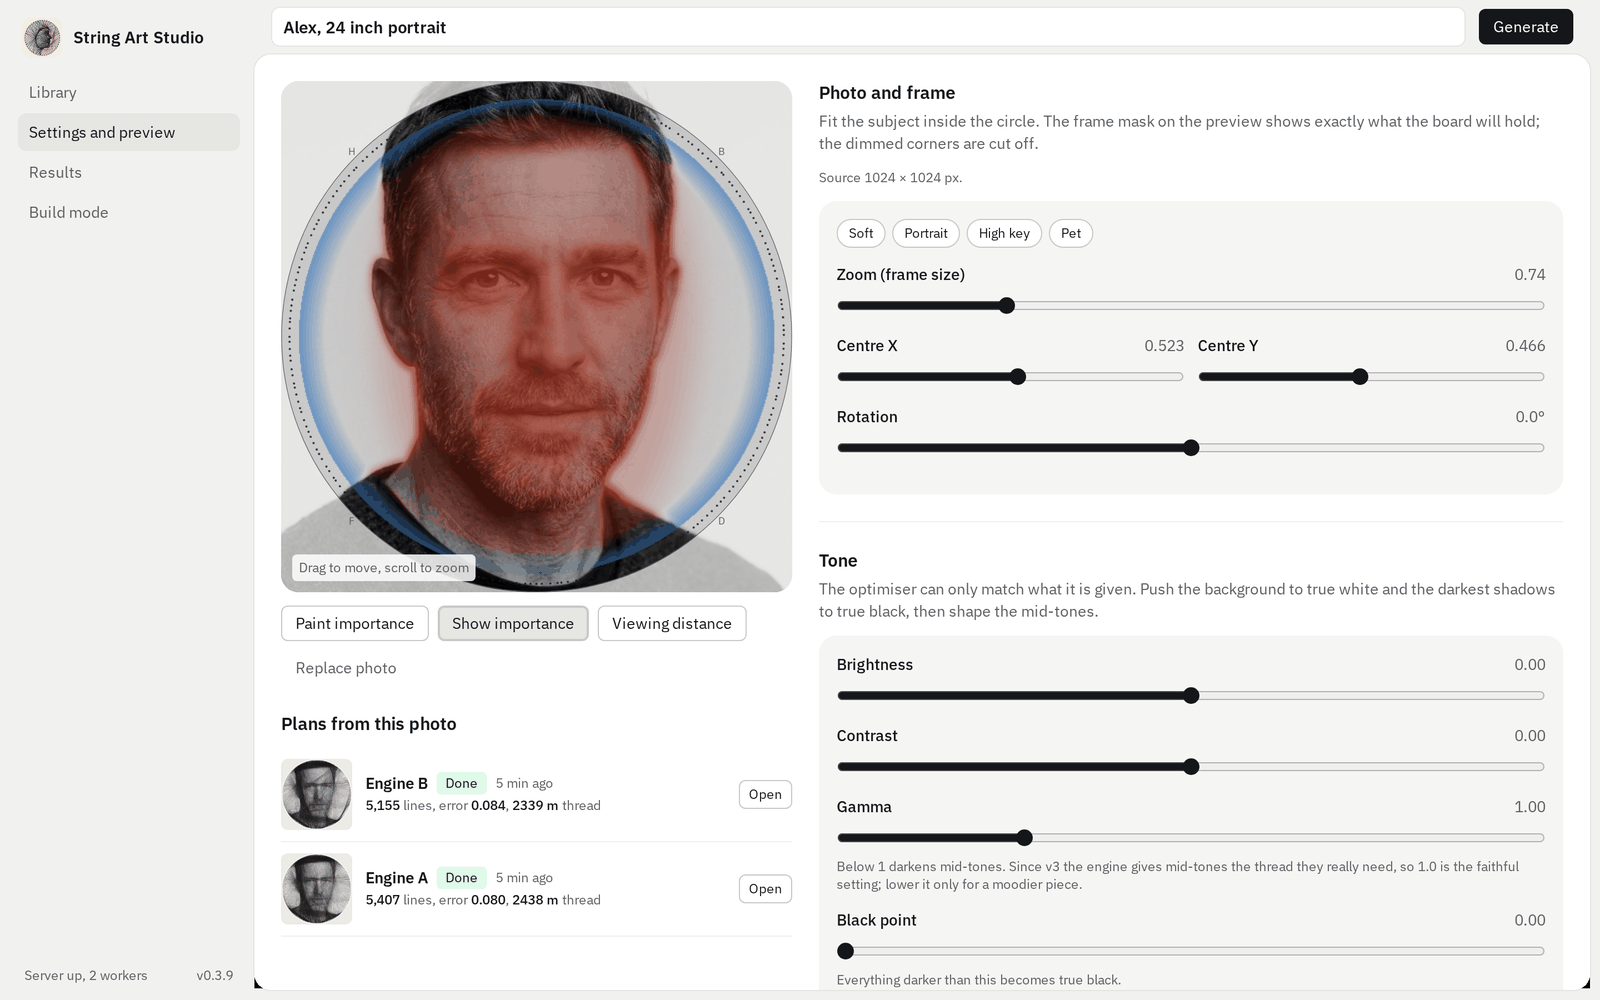 String Art Studio
Alex, 24 inch portrait
Generate
Library
Settings and preview
Results
Build mode
H
B
F
D
Drag to move, scroll to zoom
Paint importance
Show importance
Viewing distance
Replace photo
Plans from this photo
Engine B Done 5 min ago
5,155 lines, error 0.084, 2339 m thread
Open
Engine A Done 5 min ago
5,407 lines, error 0.080, 2438 m thread
Open
Photo and frame
Fit the subject inside the circle. The frame mask on the preview shows exactly what the board will hold;
the dimmed corners are cut off.
Source 1024 × 1024 px.
Soft
Portrait
High key
Pet
Zoom (frame size) 0.74
Centre X 0.523
Centre Y 0.466
Rotation 0.0°
Tone
The optimiser can only match what it is given. Push the background to true white and the darkest shadows
to true black, then shape the mid-tones.
Brightness 0.00
Contrast 0.00
Gamma 1.00
Below 1 darkens mid-tones. Since v3 the engine gives mid-tones the thread they really need, so 1.0 is the faithful
setting; lower it only for a moodier piece.
Black point 0.00
Everything darker than this becomes true black.
Server up, 2 workers
v0.3.9